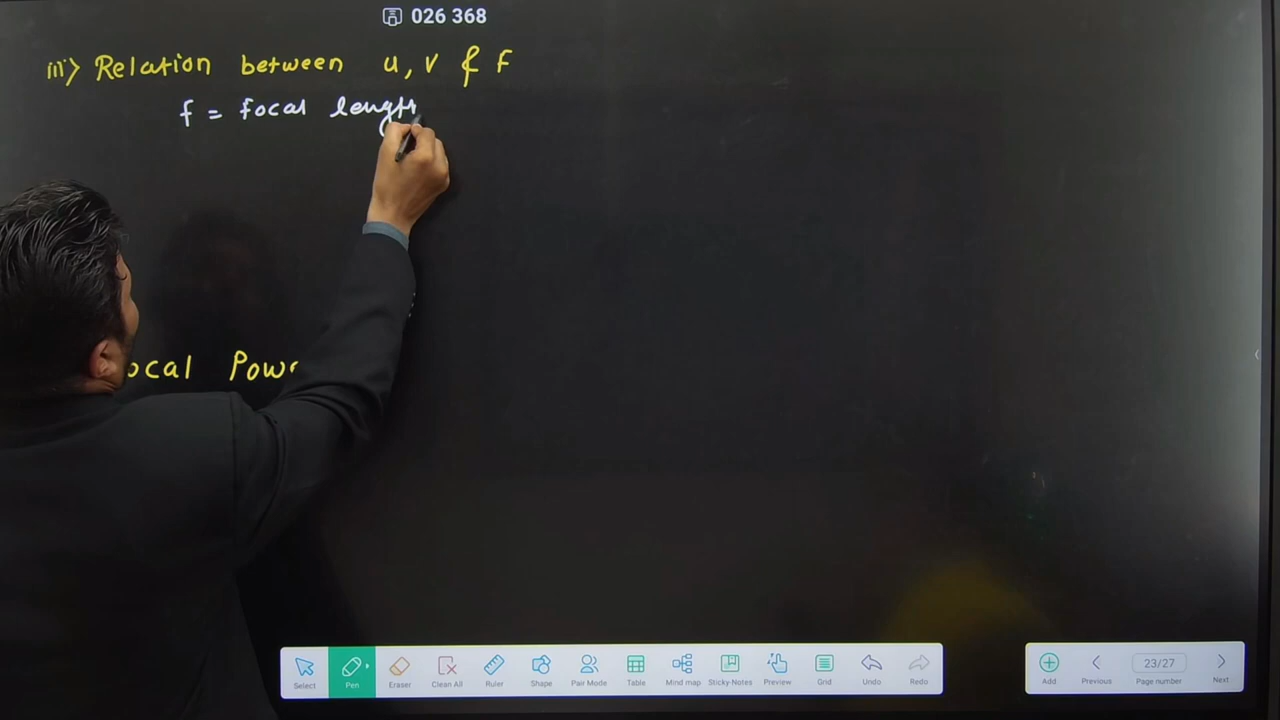 026 368
iii> Relation between u, v & F
f = focal length
ocal Powe
Select
Pen
Eraser
Clean All
Ruler
Shape
Pair Mode
Table
Mind map
Sticky-Notes
Preview
Grid
Undo
Redo
Add
Previous
23/27
Page number
Next